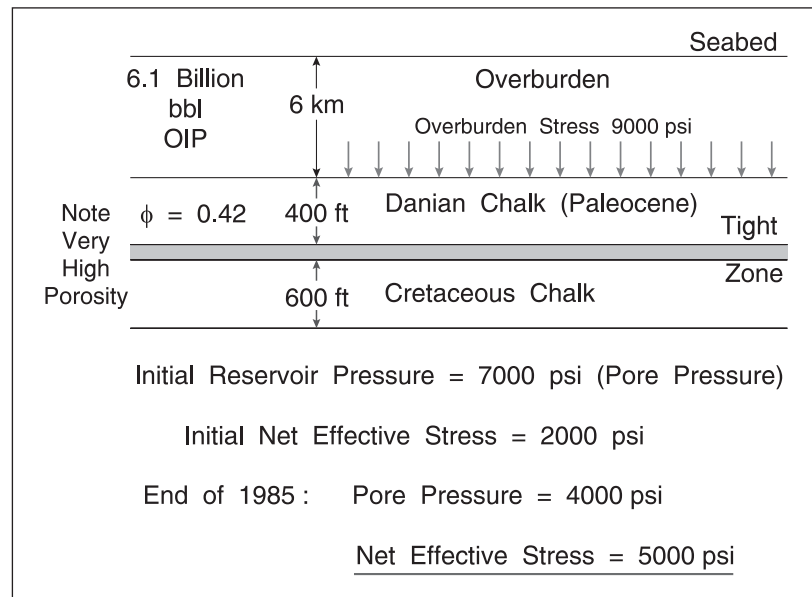 Seabed
6.1 Billion
bbl
OIP
6 km
Overburden
Overburden Stress 9000 psi
Note
Very
High
Porosity
ϕ = 0.42
400 ft
Danian Chalk (Paleocene)
Tight
Zone
600 ft
Cretaceous Chalk
Initial Reservoir Pressure = 7000 psi (Pore Pressure)
Initial Net Effective Stress = 2000 psi
End of 1985 : Pore Pressure = 4000 psi
Net Effective Stress = 5000 psi